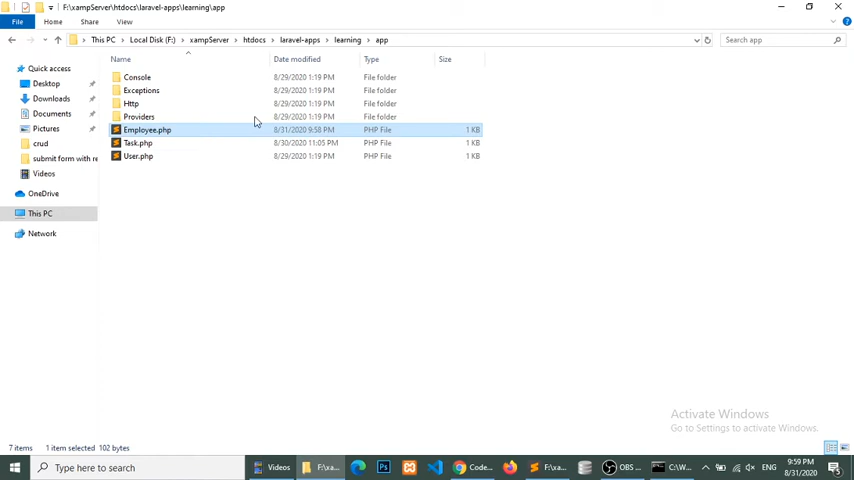 F:\xampServer\htdocs\laravel-apps\learning\app
File Home Share View
This PC Local Disk (F:) xampServer htdocs laravel-apps learning app Search app
Name Date modified Type Size
Quick access
Desktop
Downloads
Documents
Pictures
crud
submit form with re
Videos
OneDrive
This PC
Network
Console 8/29/2020 1:19 PM File folder
Exceptions 8/29/2020 1:19 PM File folder
Http 8/29/2020 1:19 PM File folder
Providers 8/29/2020 1:19 PM File folder
Employee.php 8/31/2020 9:58 PM PHP File 1 KB
Task.php 8/30/2020 11:05 PM PHP File 1 KB
User.php 8/29/2020 1:19 PM PHP File 1 KB
Activate Windows
Go to Settings to activate Windows.
7 items 1 item selected 102 bytes
Type here to search Videos F:\xa... Ps Code... F:\xa... OBS ... C:\W... ENG 9:59 PM 5
8/31/2020